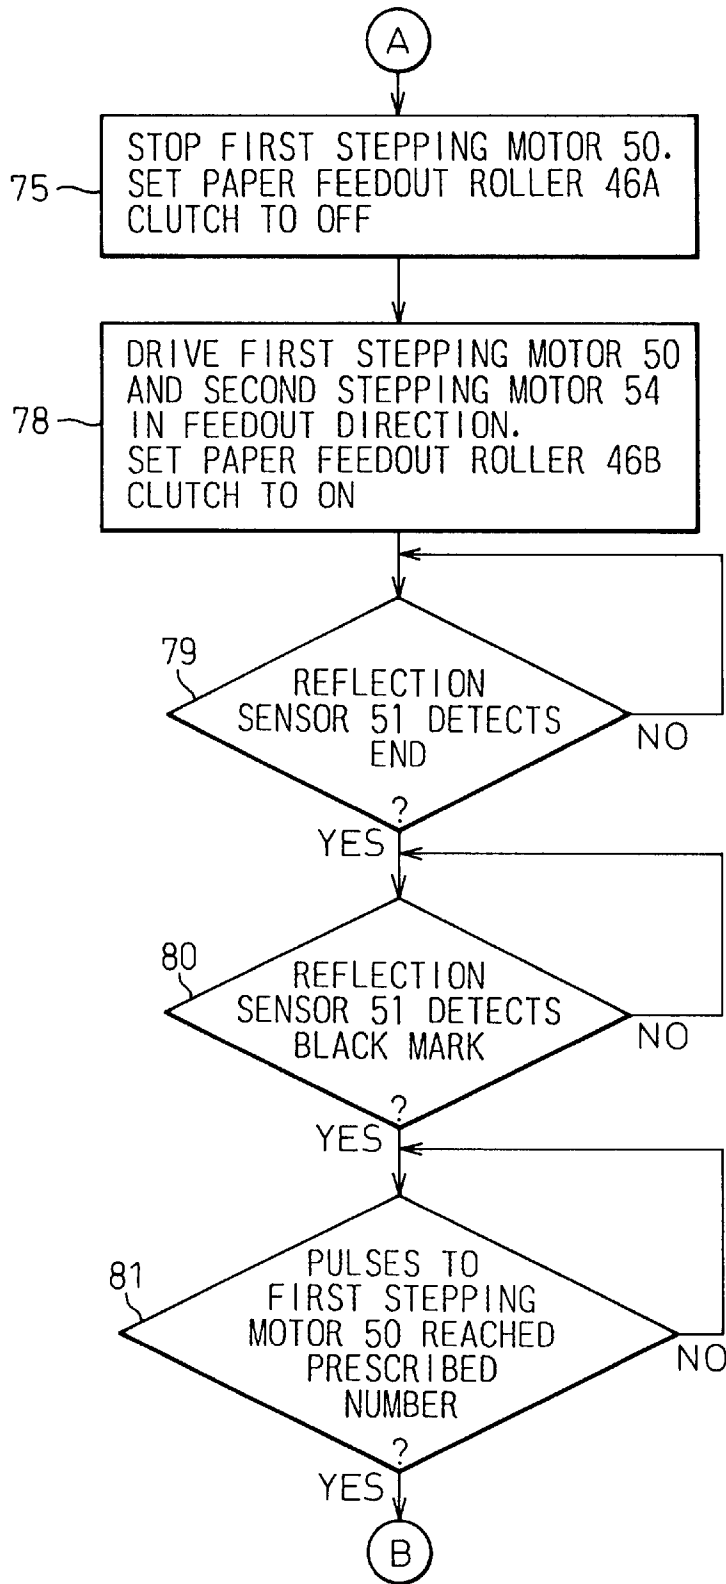 A
75
STOP FIRST STEPPING MOTOR 50.
SET PAPER FEEDOUT ROLLER 46A
CLUTCH TO OFF
78
DRIVE FIRST STEPPING MOTOR 50
AND SECOND STEPPING MOTOR 54
IN FEEDOUT DIRECTION.
SET PAPER FEEDOUT ROLLER 46B
CLUTCH TO ON
79
REFLECTION
SENSOR 51 DETECTS
END
?
NO
YES
80
REFLECTION
SENSOR 51 DETECTS
BLACK MARK
?
NO
YES
81
PULSES TO
FIRST STEPPING
MOTOR 50 REACHED
PRESCRIBED
NUMBER
?
NO
YES
B